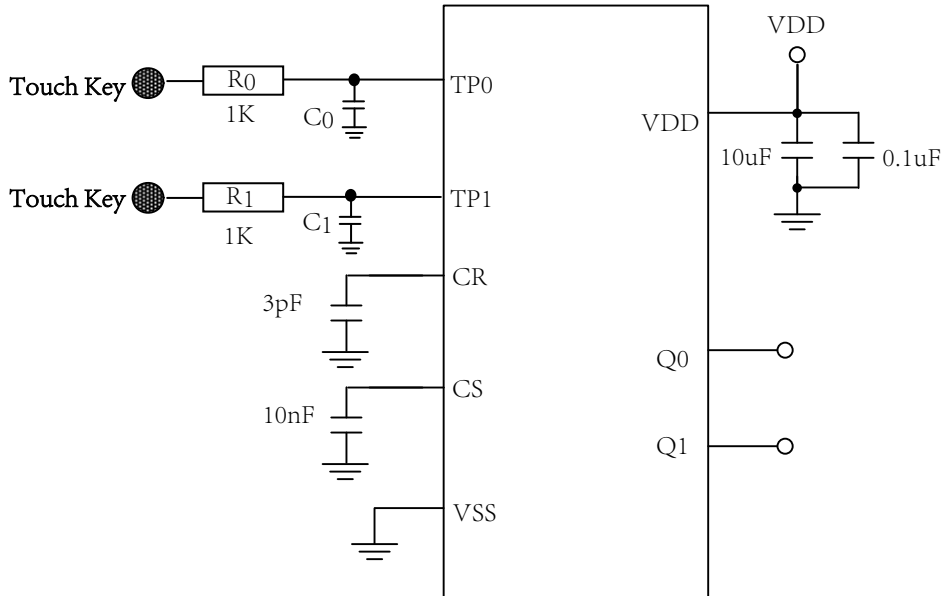 VDD
Touch Key
R0
TP0
1K
C0
VDD
10uF
0.1uF
Touch Key
R1
TP1
1K
C1
CR
3pF
Q0
CS
10nF
Q1
VSS